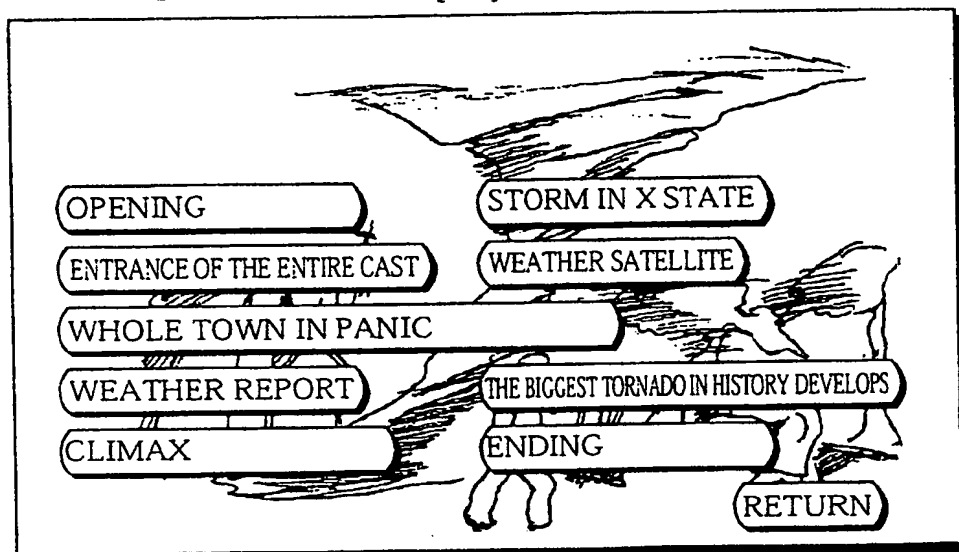 OPENING
STORM IN X STATE
ENTRANCE OF THE ENTIRE CAST
WEATHER SATELLITE
WHOLE TOWN IN PANIC
WEATHER REPORT
THE BIGGEST TORNADO IN HISTORY DEVELOPS
CLIMAX
ENDING
RETURN